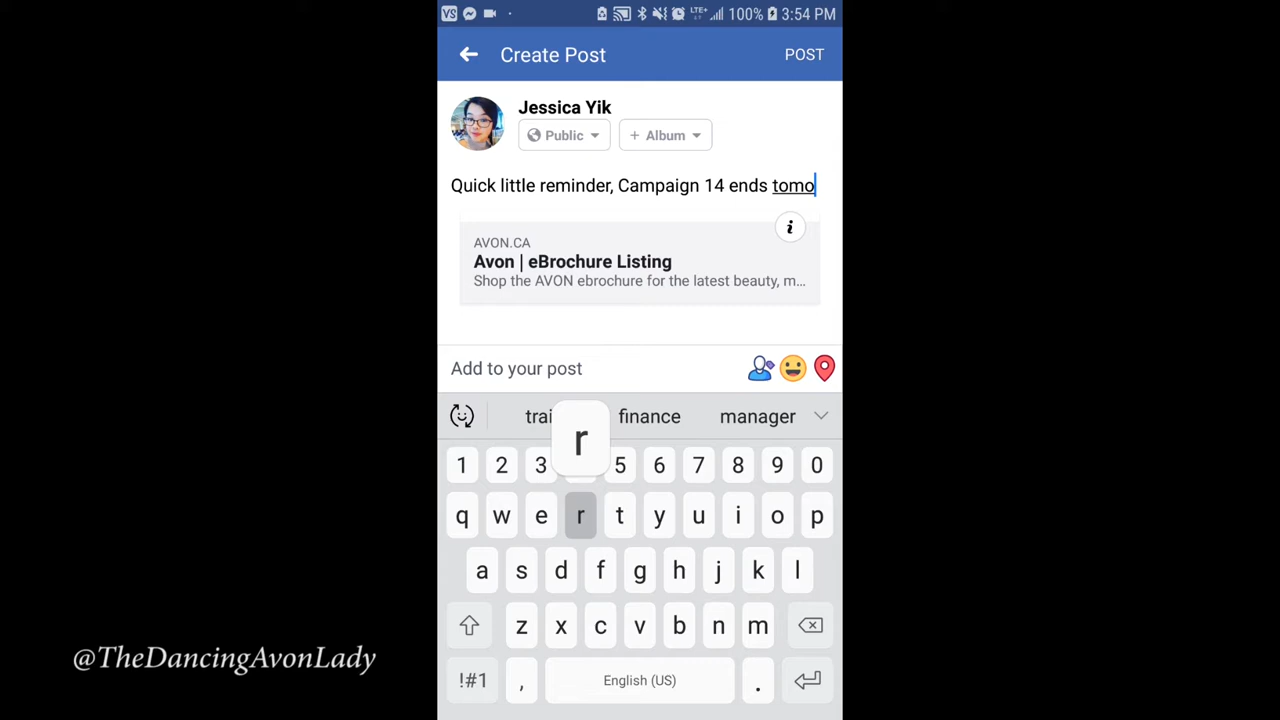 VS LTE+ 100% 3:54 PM
Create Post POST
Jessica Yik
Public + Album
Quick little reminder, Campaign 14 ends tomo
i
AVON.CA
Avon | eBrochure Listing
Shop the AVON ebrochure for the latest beauty, m...
Add to your post
trai finance manager
r
1 2 3 5 6 7 8 9 0
q w e r t y u i o p
a s d f g h j k l
z x c v b n m
@TheDancingAvonLady
!#1 , English (US) .